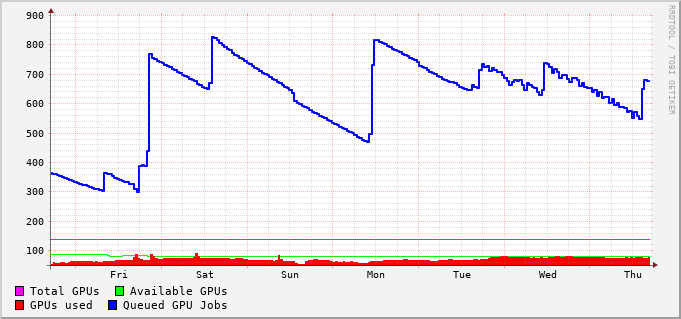 900
800
700
600
500
400
300
200
100
Fri Sat Sun Mon Tue Wed Thu
Total GPUs Available GPUs
GPUs used Queued GPU Jobs
RRDTOOL / TOBI OETIKER